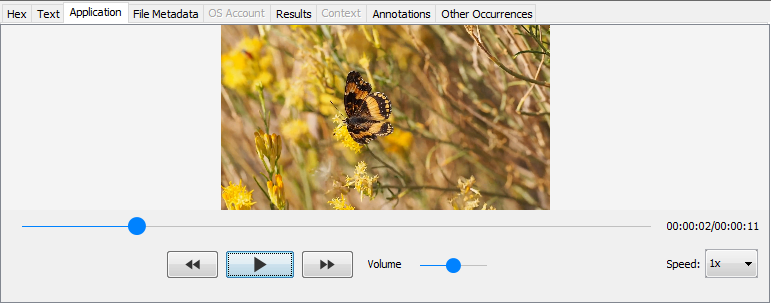 Hex Text Application File Metadata OS Account Results Context Annotations Other Occurrences
00:00:02/00:00:11
Volume Speed: 1x